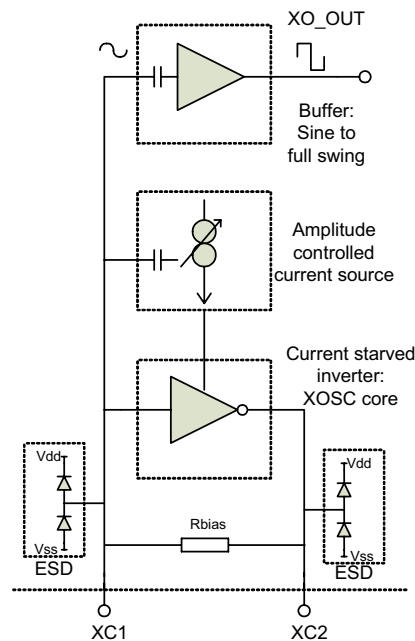 XO_OUT
Buffer:
Sine to
full swing
Amplitude
controlled
current source
Current starved
inverter:
XOSC core
Vdd
Vss
ESD
Rbias
Vdd
Vss
ESD
XC1
XC2